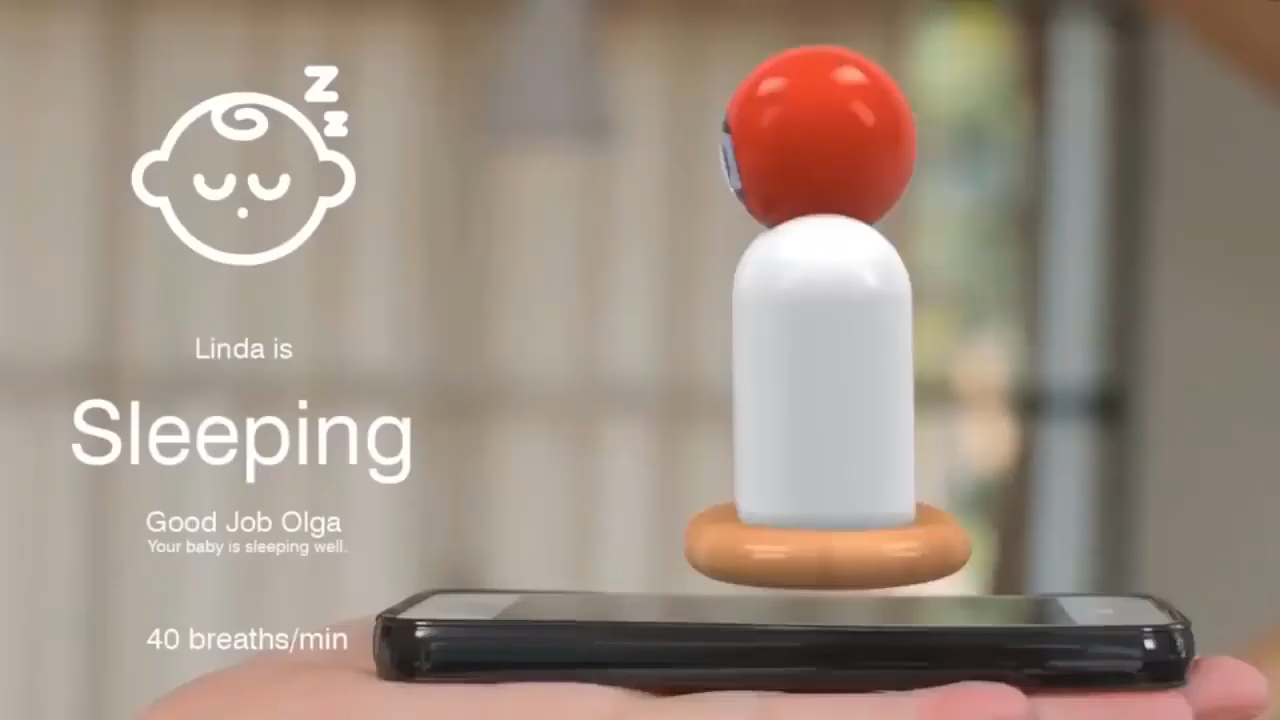 Z
Z
Linda is
Sleeping
Good Job Olga
Your baby is sleeping well.
40 breaths/min